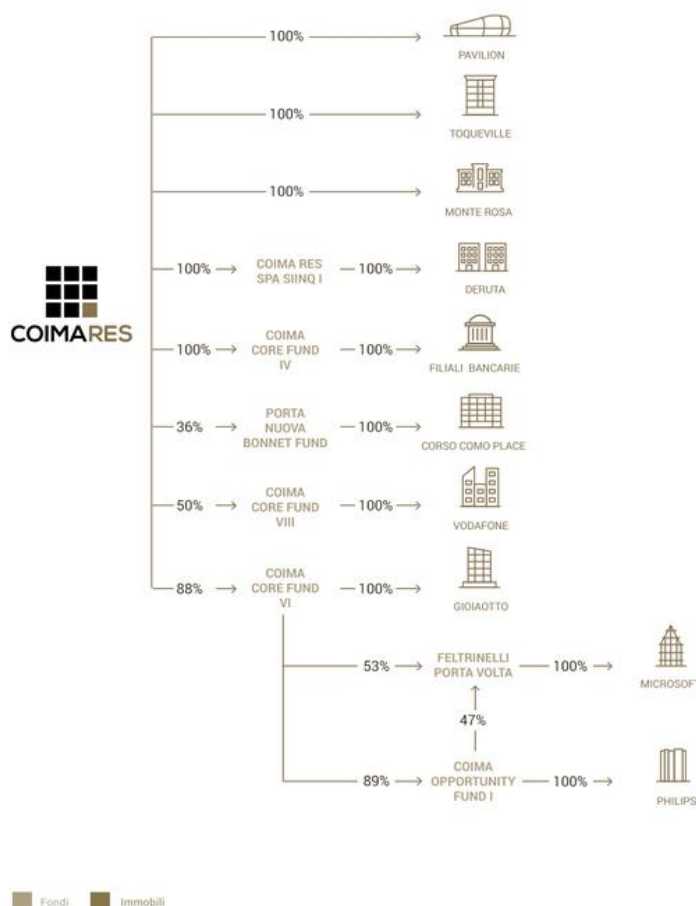 100%
PAVILION
100%
TOQUEVILLE
100%
MONTE ROSA
COIMARES
100%
COIMA RES
SPA SIINQ I
100%
DERUTA
100%
COIMA
CORE FUND
IV
100%
FILIALI BANCARIE
36%
PORTA
NUOVA
BONNET FUND
100%
CORSO COMO PLACE
50%
COIMA
CORE FUND
VIII
100%
VODAFONE
88%
COIMA
CORE FUND
VI
100%
GIOIAOTTO
53%
FELTRINELLI
PORTA VOLTA
100%
MICROSOF
47%
89%
COIMA
OPPORTUNITY
FUND I
100%
PHILIPS
Fondi
Immobili